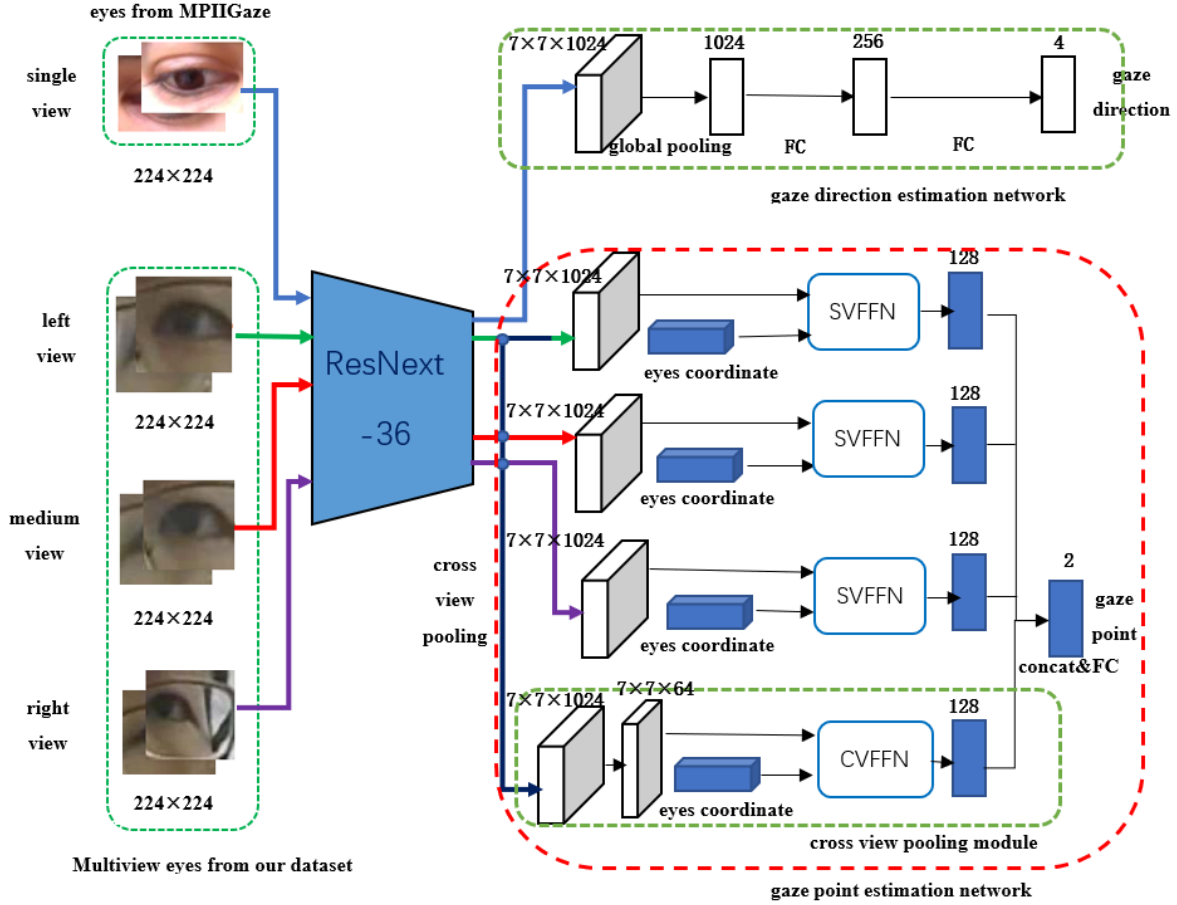 eyes from MPIIGaze
single
view
224×224
left
view
224×224
medium
view
224×224
right
view
224×224
Multiview eyes from our dataset
ResNext
-36
7×7×1024
1024
256
4
gaze
direction
global pooling
FC
FC
gaze direction estimation network
7×7×1024
eyes coordinate
SVFFN
128
7×7×1024
eyes coordinate
SVFFN
128
7×7×1024
eyes coordinate
SVFFN
128
cross
view
pooling
2
gaze
point
concat&FC
7×7×1024
7×7×64
eyes coordinate
CVFFN
128
cross view pooling module
gaze point estimation network